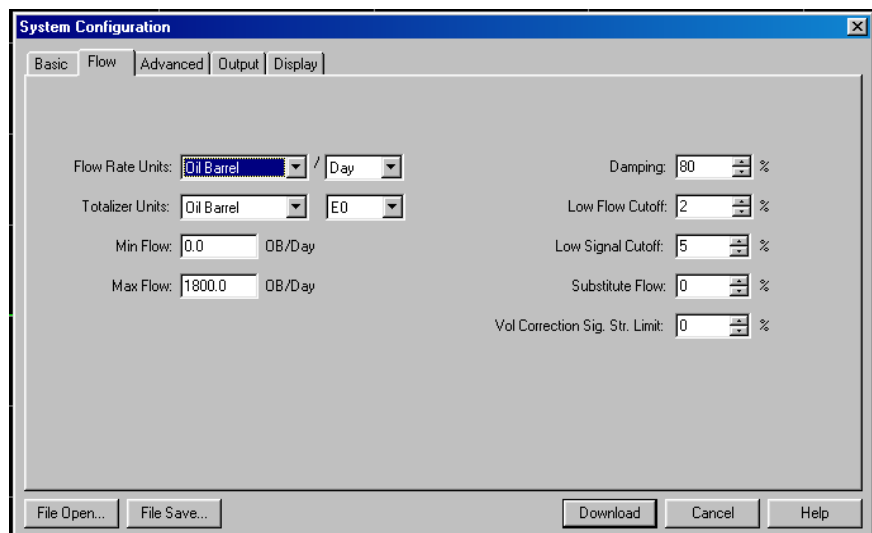 System Configuration
Basic Flow Advanced Output Display
Flow Rate Units: Oil Barrel / Day
Totalizer Units: Oil Barrel E0
Min Flow: 0.0 OB/Day
Max Flow: 1800.0 OB/Day
Damping: 80 %
Low Flow Cutoff: 2 %
Low Signal Cutoff: 5 %
Substitute Flow: 0 %
Vol Correction Sig. Str. Limit: 0 %
File Open... File Save... Download Cancel Help